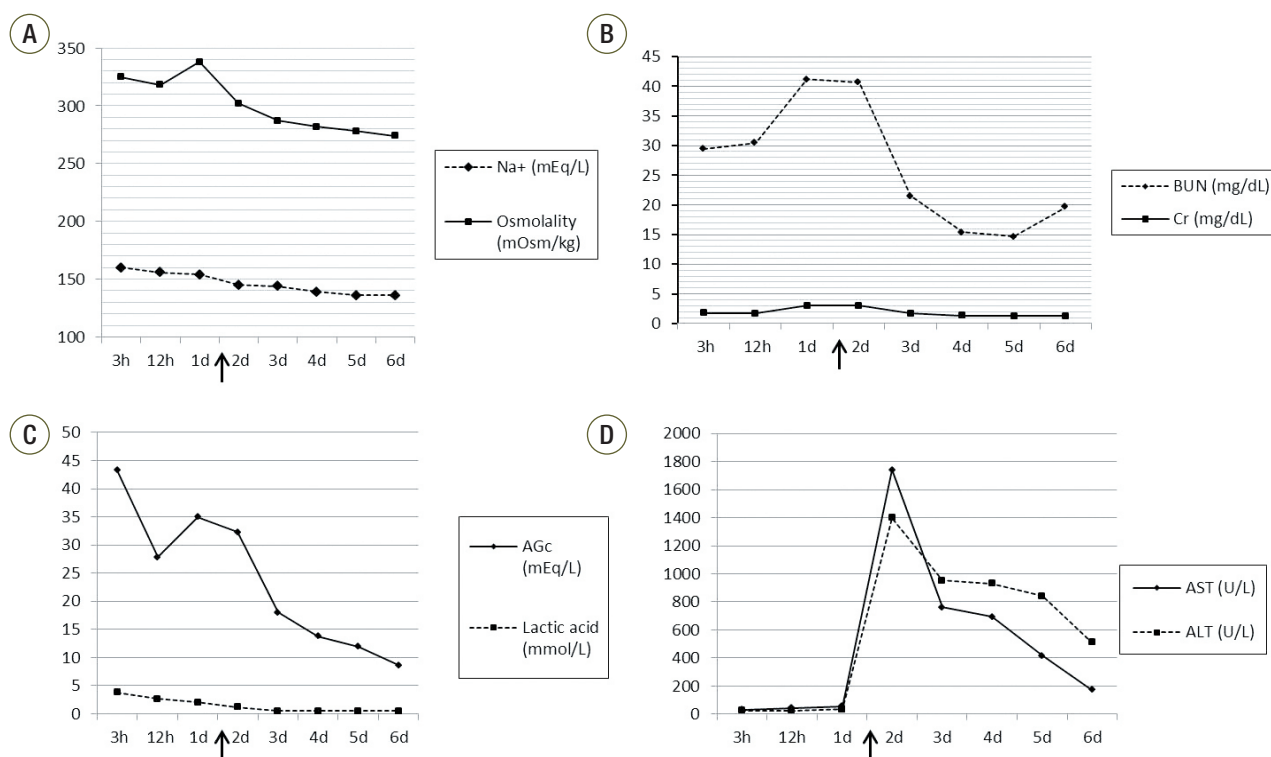 A
350
300
250
200
150
100
3h 12h 1d 2d 3d 4d 5d 6d
Na+ (mEq/L)
Osmolality
(mOsm/kg)
B
45
40
35
30
25
20
15
10
5
0
3h 12h 1d 2d 3d 4d 5d 6d
BUN (mg/dL)
Cr (mg/dL)
C
50
45
40
35
30
25
20
15
10
5
0
3h 12h 1d 2d 3d 4d 5d 6d
AGc
(mEq/L)
Lactic acid
(mmol/L)
D
2000
1800
1600
1400
1200
1000
800
600
400
200
0
3h 12h 1d 2d 3d 4d 5d 6d
AST (U/L)
ALT (U/L)